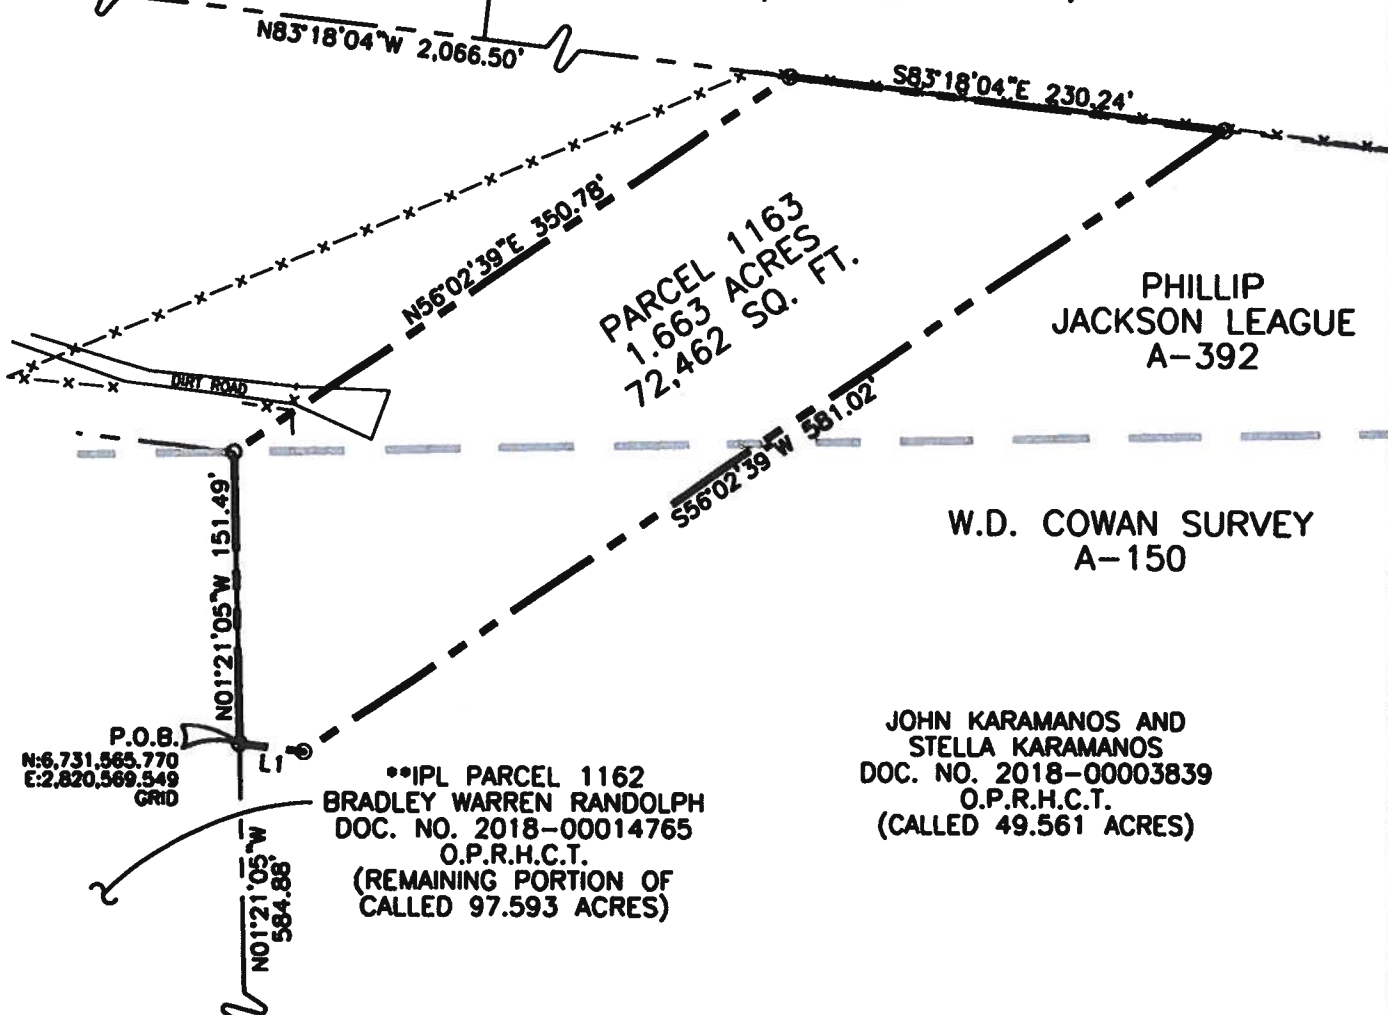 N83°18'04"W 2,066.50'
S83°18'04"E 230.24'
N56°02'39"E 350.78'
PARCEL 1163
1.663 ACRES
72,462 SQ. FT.
PHILLIP
JACKSON LEAGUE
A-392
DIRT ROAD
S56°02'39"W 581.02'
N01°21'05"W 151.49'
W.D. COWAN SURVEY
A-150
P.O.B.
N:6,731,565.770
E:2,820,569.549
GRID
L1
**IPL PARCEL 1162
BRADLEY WARREN RANDOLPH
DOC. NO. 2018-00014765
O.P.R.H.C.T.
(REMAINING PORTION OF
CALLED 97.593 ACRES)
JOHN KARAMANOS AND
STELLA KARAMANOS
DOC. NO. 2018-00003839
O.P.R.H.C.T.
(CALLED 49.561 ACRES)
N01°21'05"W
584.88'